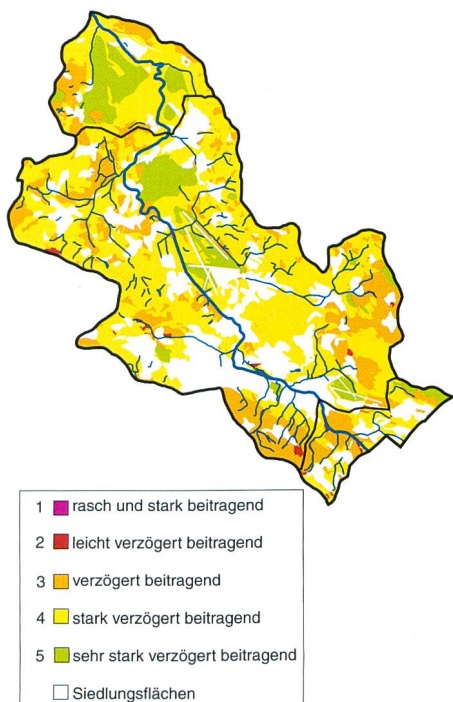 1 rasch und stark beitragend
2 leicht verzögert beitragend
3 verzögert beitragend
4 stark verzögert beitragend
5 sehr stark verzögert beitragend
Siedlungsflächen